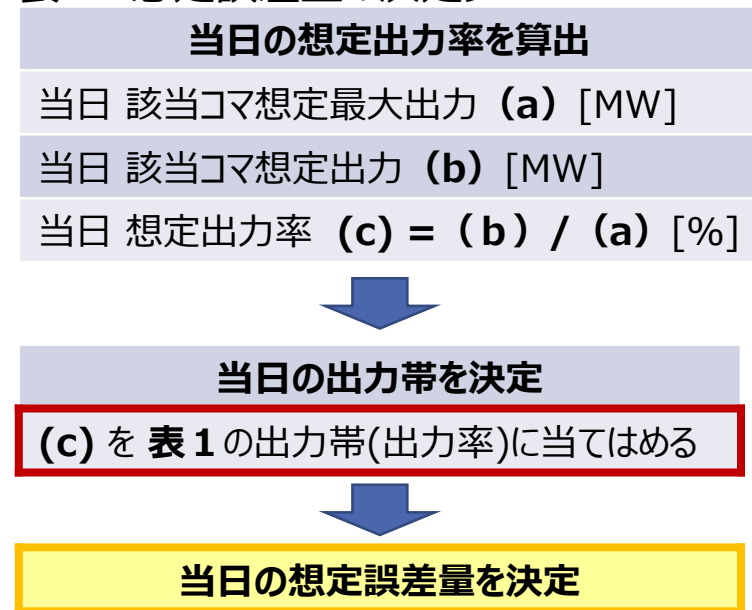 当日の想定出力率を算出
当日 該当コマ想定最大出力（a）[MW]
当日 該当コマ想定出力（b）[MW]
当日 想定出力率 (c) =（b）/（a）[%]
当日の出力帯を決定
(c) を 表１の出力帯(出力率)に当てはめる
当日の想定誤差量を決定